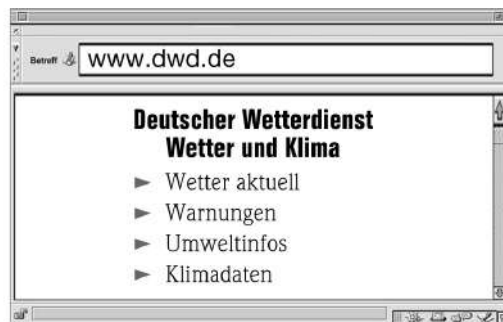 Betreff www.dwd.de
Deutscher Wetterdienst
Wetter und Klima
► Wetter aktuell
► Warnungen
► Umweltinfos
► Klimadaten